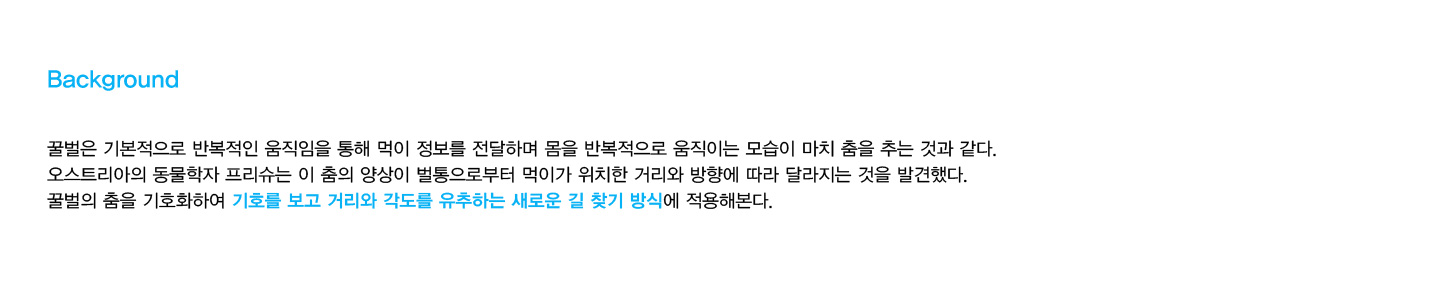 Background
꿀벌은 기본적으로 반복적인 움직임을 통해 먹이 정보를 전달하며 몸을 반복적으로 움직이는 모습이 마치 춤을 추는 것과 같다.
오스트리아의 동물학자 프리슈는 이 춤의 양상이 벌통으로부터 먹이가 위치한 거리와 방향에 따라 달라지는 것을 발견했다.
꿀벌의 춤을 기호화하여 기호를 보고 거리와 각도를 유추하는 새로운 길 찾기 방식에 적용해본다.